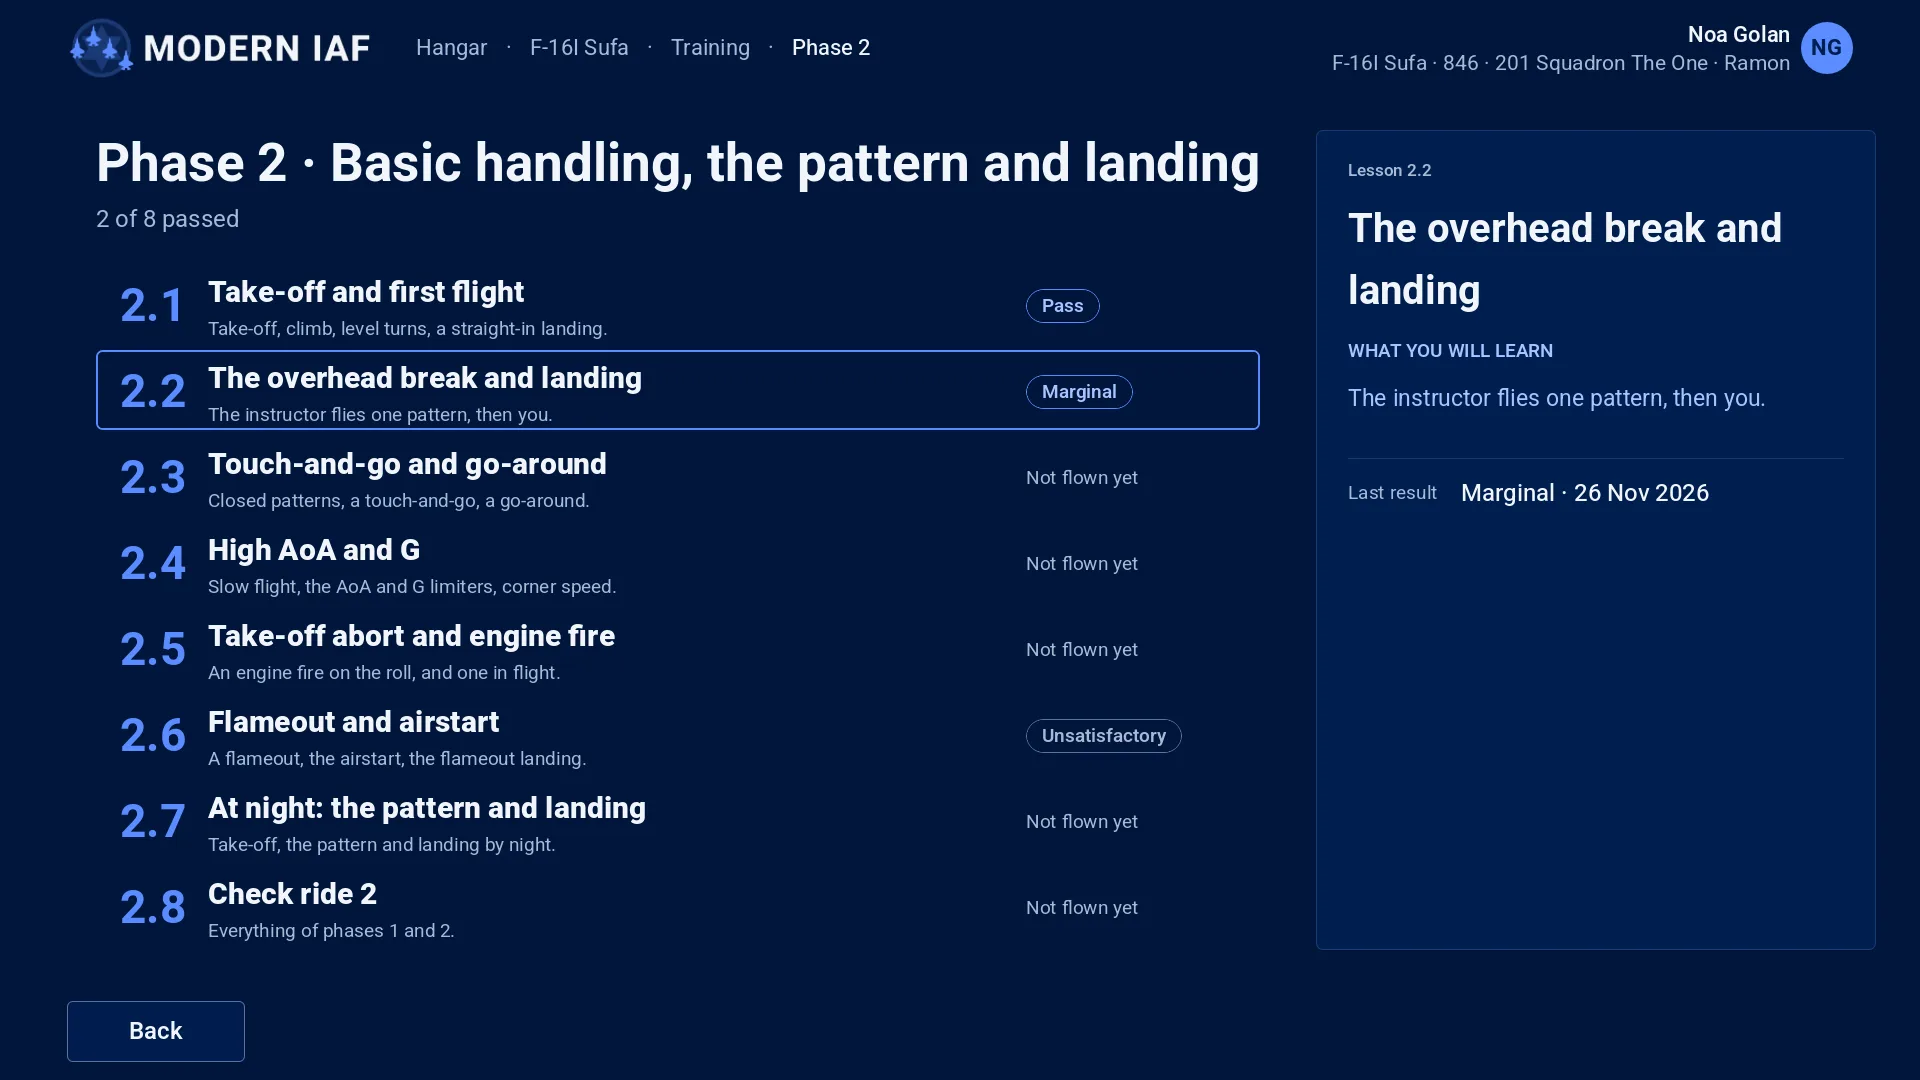 MODERN IAF
Hangar · F-16I Sufa · Training · Phase 2
Noa Golan
F-16I Sufa · 846 · 201 Squadron The One · Ramon
NG
Phase 2 · Basic handling, the pattern and landing
2 of 8 passed
2.1
Take-off and first flight
Take-off, climb, level turns, a straight-in landing.
Pass
2.2
The overhead break and landing
The instructor flies one pattern, then you.
Marginal
2.3
Touch-and-go and go-around
Closed patterns, a touch-and-go, a go-around.
Not flown yet
2.4
High AoA and G
Slow flight, the AoA and G limiters, corner speed.
Not flown yet
2.5
Take-off abort and engine fire
An engine fire on the roll, and one in flight.
Not flown yet
2.6
Flameout and airstart
A flameout, the airstart, the flameout landing.
Unsatisfactory
2.7
At night: the pattern and landing
Take-off, the pattern and landing by night.
Not flown yet
2.8
Check ride 2
Everything of phases 1 and 2.
Not flown yet
Lesson 2.2
The overhead break and
landing
WHAT YOU WILL LEARN
The instructor flies one pattern, then you.
Last result Marginal · 26 Nov 2026
Back